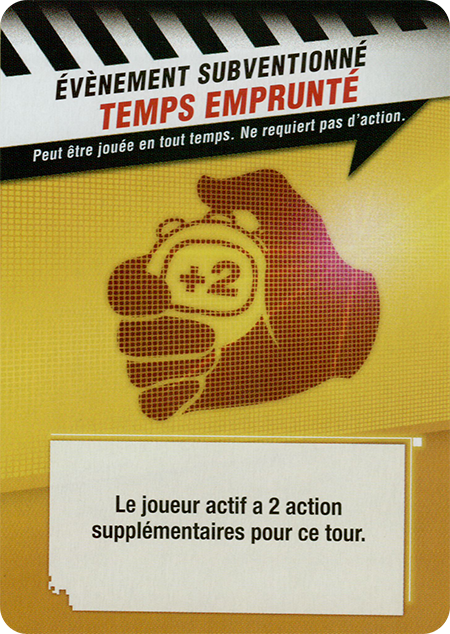 ÉVÈNEMENT SUBVENTIONNÉ
TEMPS EMPRUNTÉ
Peut être jouée en tout temps. Ne requiert pas d'action.
+2
Le joueur actif a 2 action
supplémentaires pour ce tour.